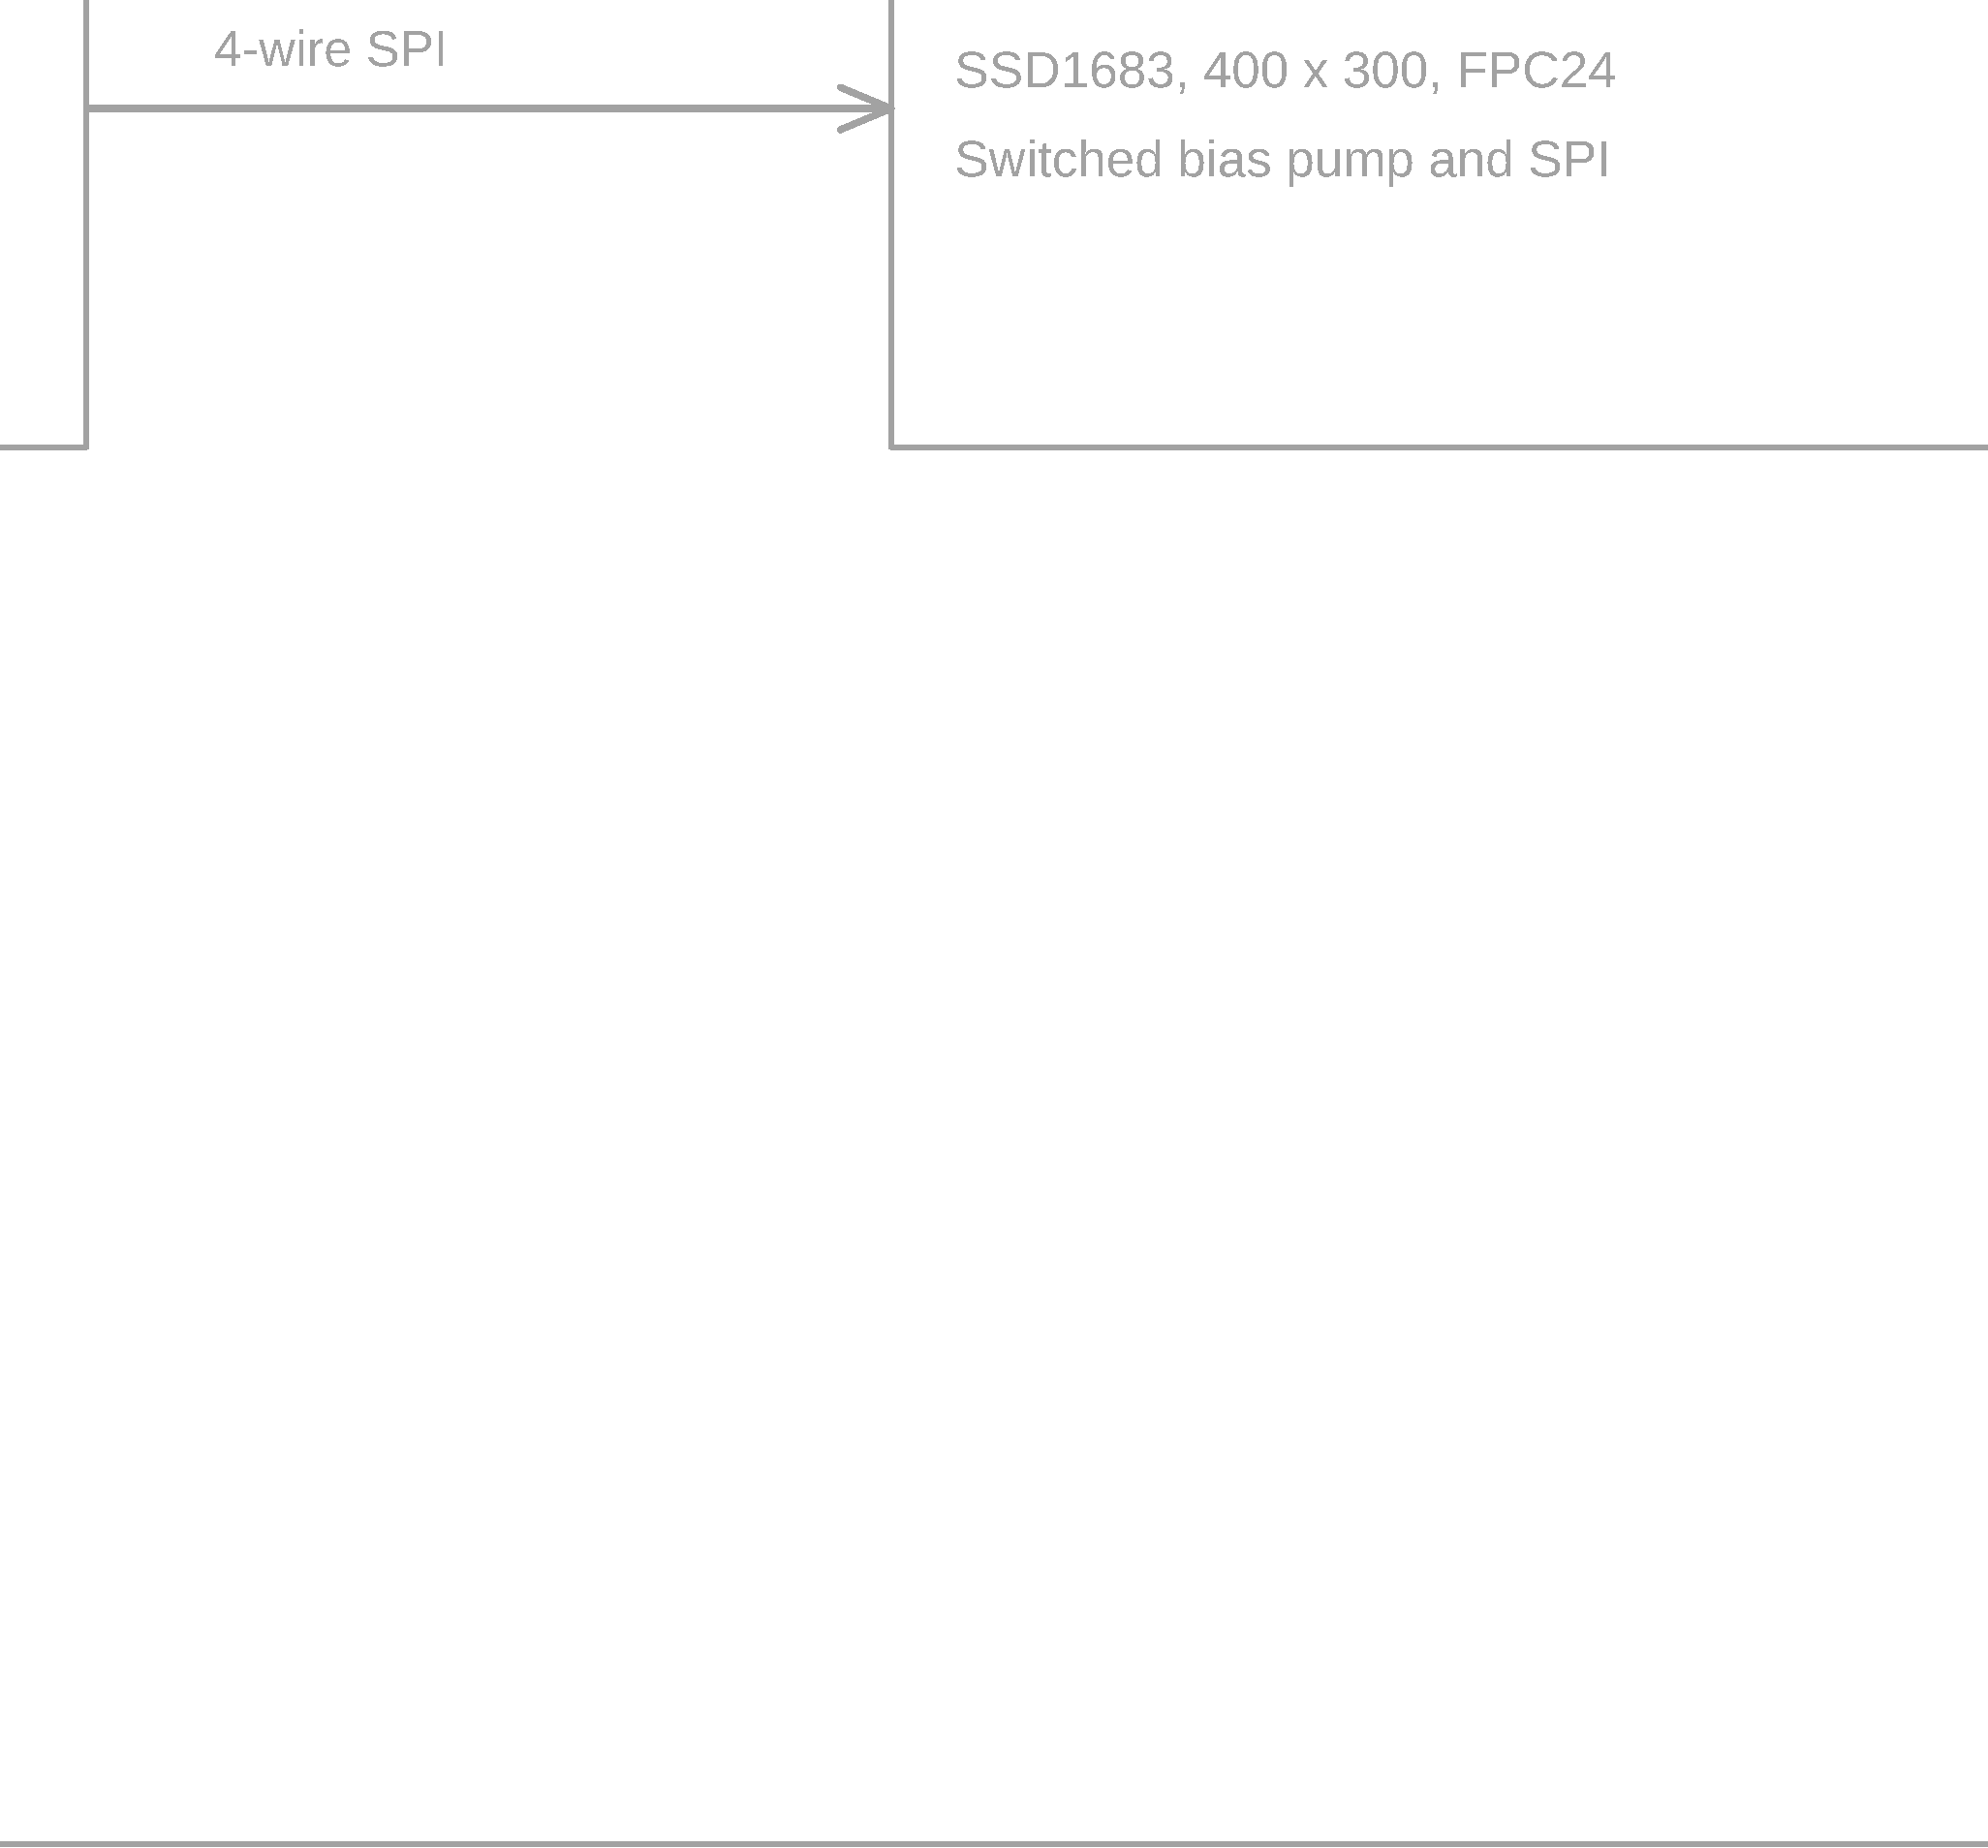 4-wire SPI
SSD1683, 400 x 300, FPC24
Switched bias pump and SPI